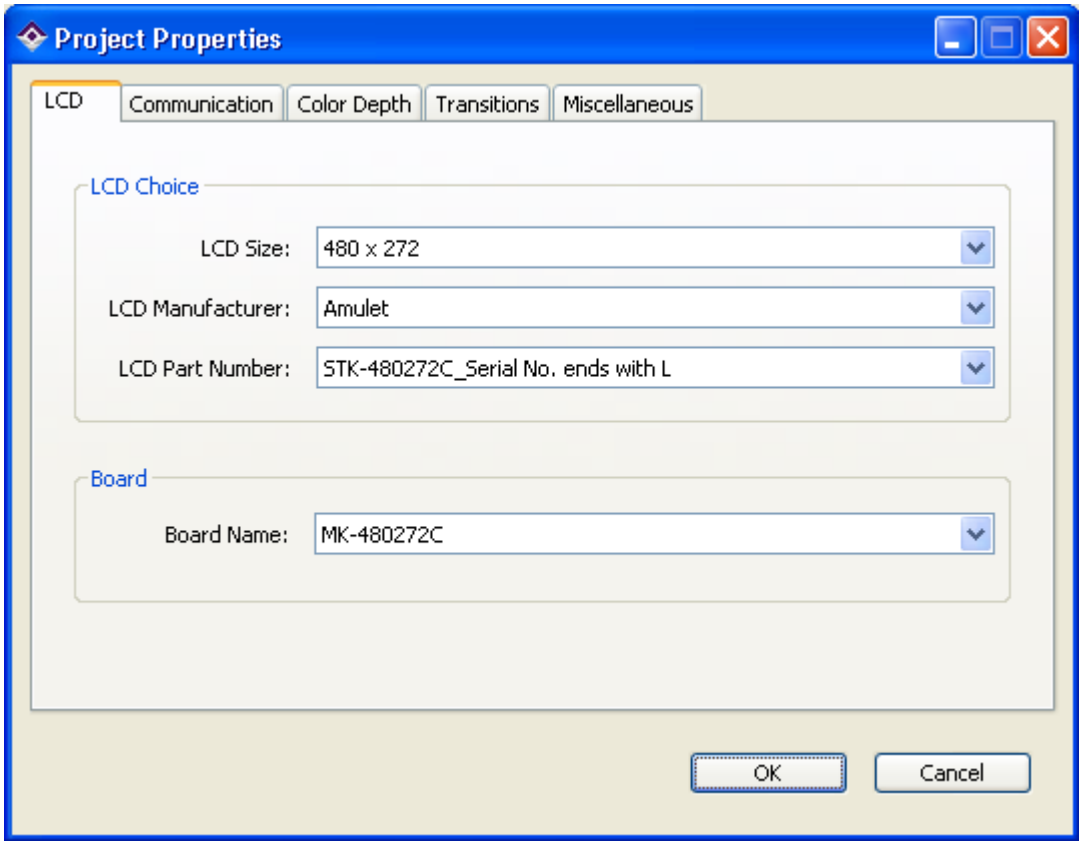 Project Properties
LCD Communication Color Depth Transitions Miscellaneous
LCD Choice
LCD Size: 480 x 272
LCD Manufacturer: Amulet
LCD Part Number: STK-480272C_Serial No. ends with L
Board
Board Name: MK-480272C
OK Cancel